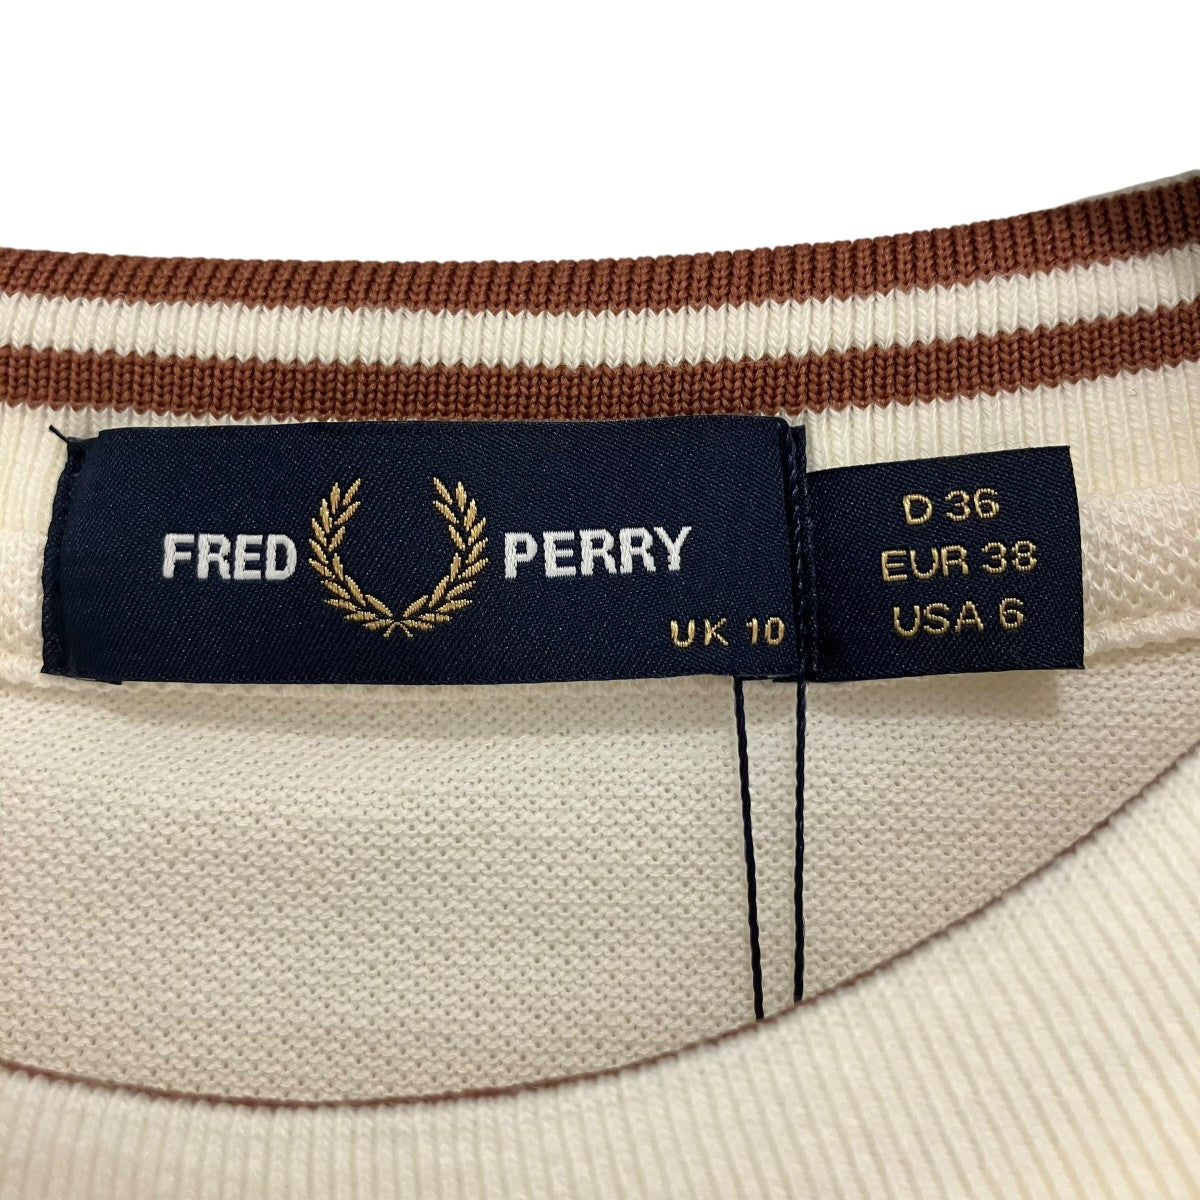 FRED PERRY
UK 10
D 36
EUR 38
USA 6